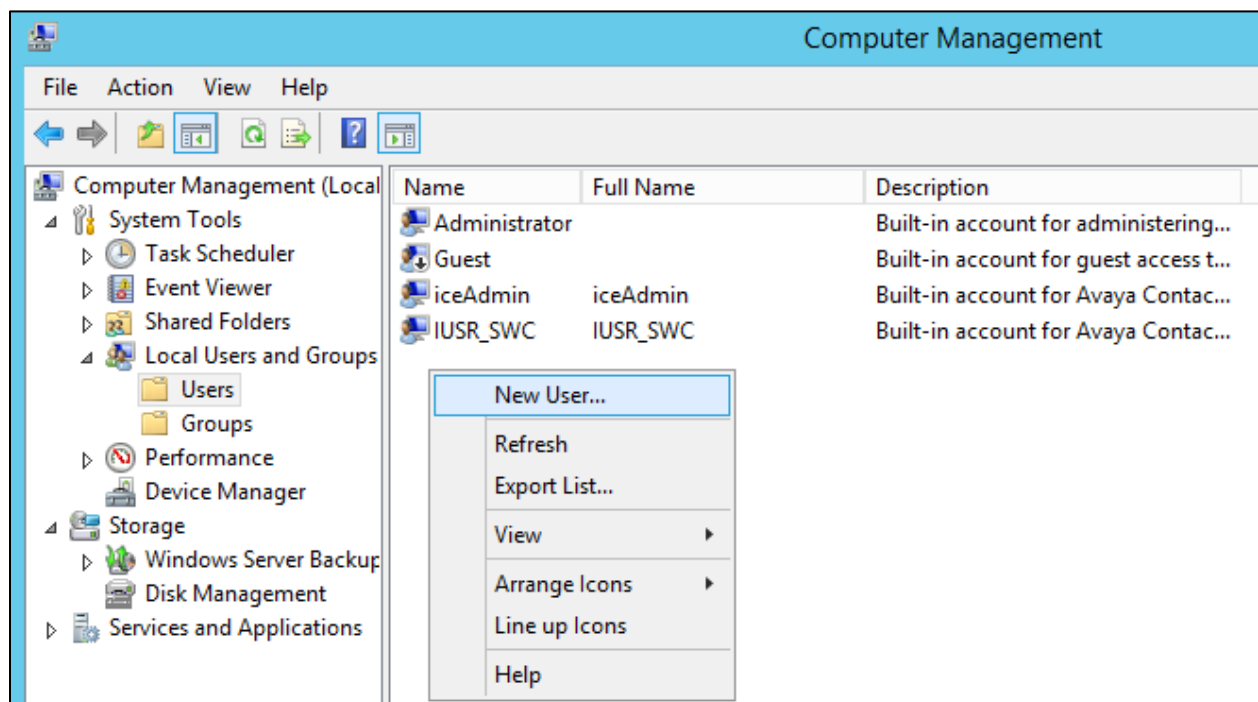 Computer Management
File Action View Help
Computer Management (Local
System Tools
Task Scheduler
Event Viewer
Shared Folders
Local Users and Groups
Users
Groups
Performance
Device Manager
Storage
Windows Server Backup
Disk Management
Services and Applications
Name Full Name Description
Administrator Built-in account for administering...
Guest Built-in account for guest access t...
iceAdmin iceAdmin Built-in account for Avaya Contac...
IUSR_SWC IUSR_SWC Built-in account for Avaya Contac...
New User...
Refresh
Export List...
View
Arrange Icons
Line up Icons
Help